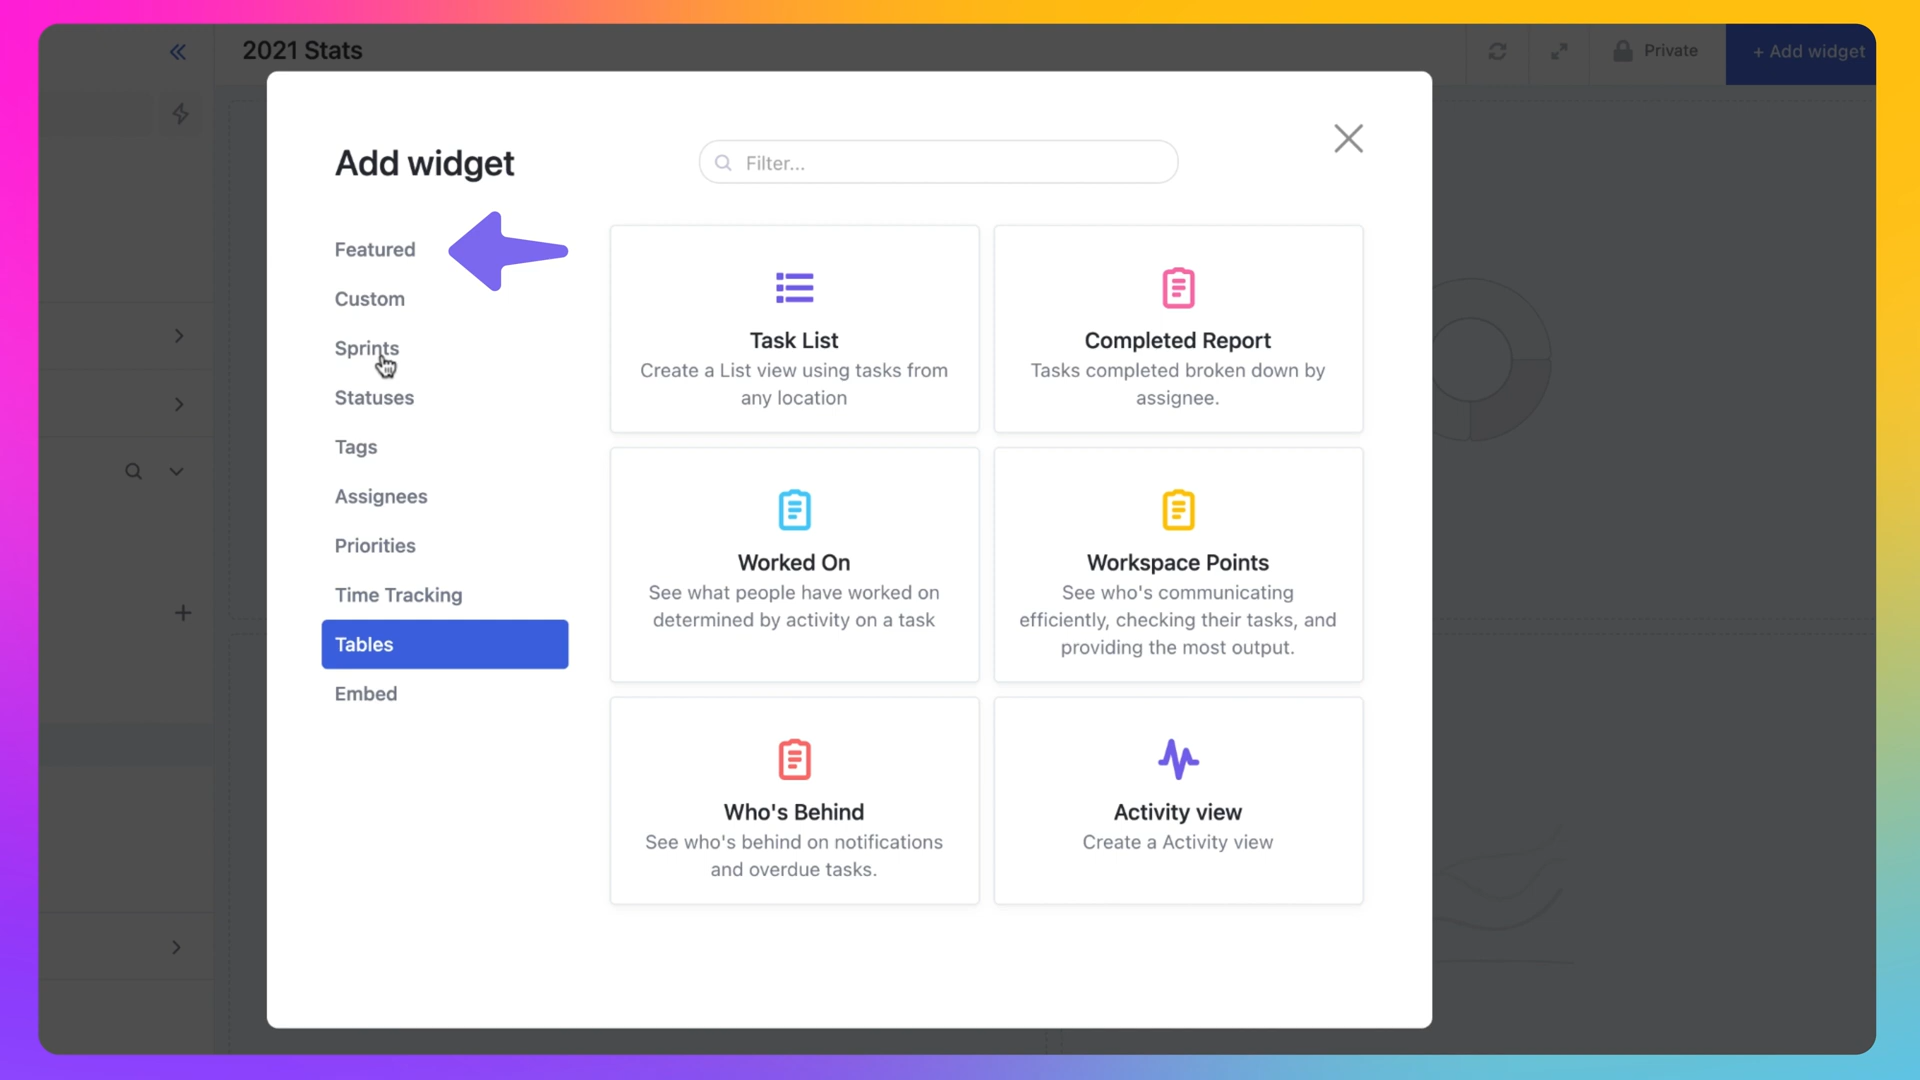 2021 Stats
Private
+ Add widget
Add widget
Filter...
Featured
Custom
Sprints
Statuses
Tags
Assignees
Priorities
Time Tracking
Tables
Embed
Task List
Create a List view using tasks from
any location
Completed Report
Tasks completed broken down by
assignee.
Worked On
See what people have worked on
determined by activity on a task
Workspace Points
See who's communicating
efficiently, checking their tasks, and
providing the most output.
Who's Behind
See who's behind on notifications
and overdue tasks.
Activity view
Create a Activity view